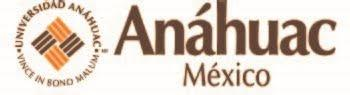 UNIVERSIDAD ANÁHUAC
VINCE IN BONO MALUM
Anáhuac
México